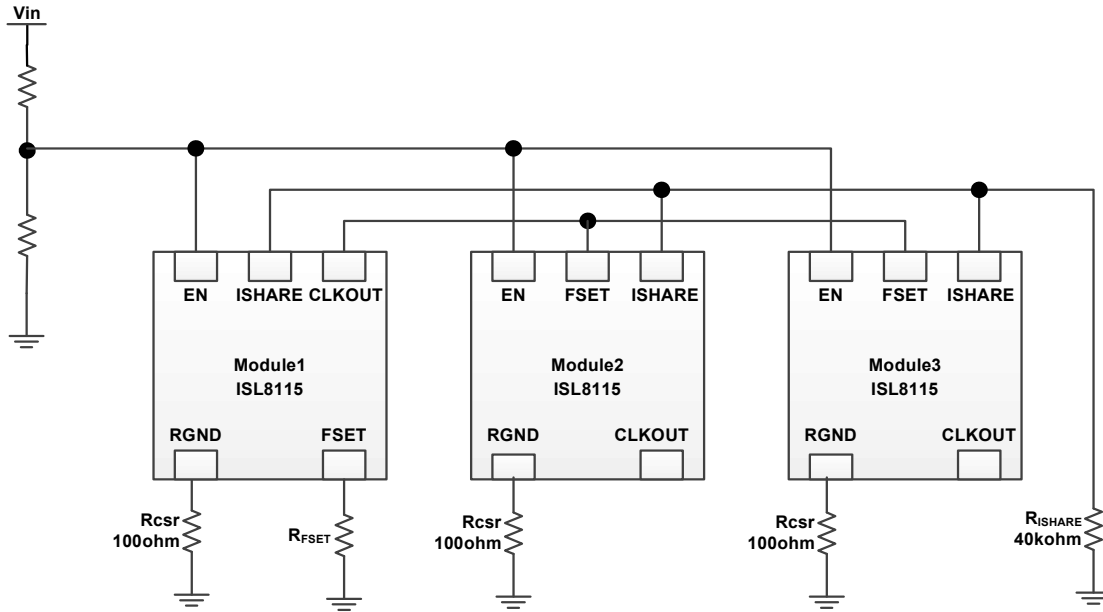 Vin
EN ISHARE CLKOUT
Module1
ISL8115
RGND FSET
Rcsr
100ohm
RFSET
EN FSET ISHARE
Module2
ISL8115
RGND CLKOUT
Rcsr
100ohm
EN FSET ISHARE
Module3
ISL8115
RGND CLKOUT
Rcsr
100ohm
RISHARE
40kohm